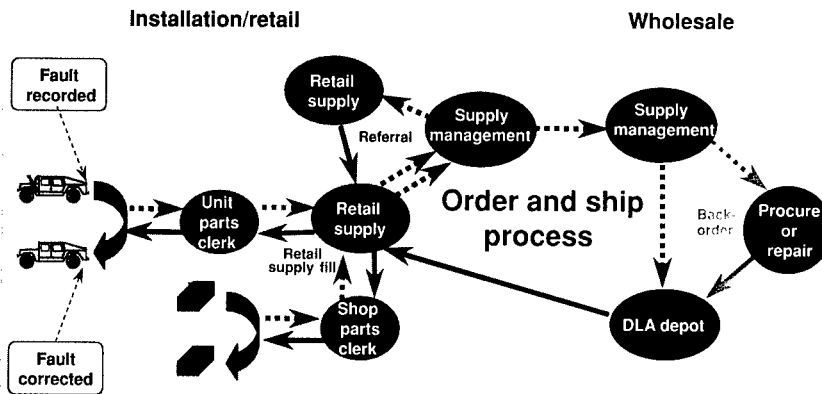 Installation/retail
Wholesale
Fault
recorded
Retail
supply
Supply
management
Supply
management
Referral
Unit
parts
clerk
Retail
supply
Order and ship
process
Back-
order
Procure
or
repair
Retail
supply fill
Shop
parts
clerk
DLA depot
Fault
corrected